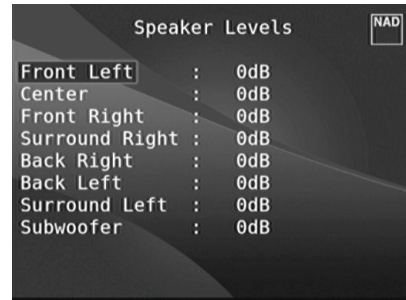 Speaker Levels
NAD
Front Left : 0dB
Center : 0dB
Front Right : 0dB
Surround Right : 0dB
Back Right : 0dB
Back Left : 0dB
Surround Left : 0dB
Subwoofer : 0dB